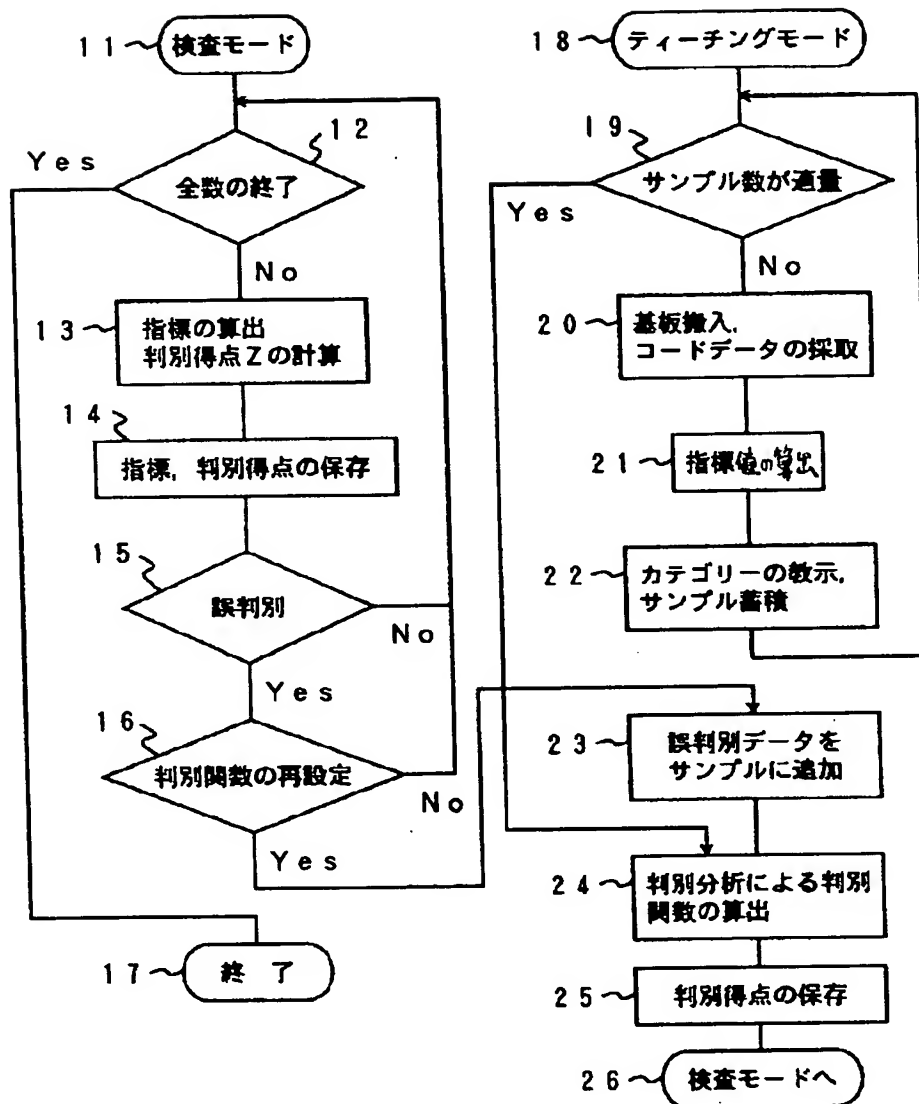 11
検査モード
12
Yes
全数の終了
No
13
指標の算出
判別得点Zの計算
14
指標, 判別得点の保存
15
誤判別
No
Yes
16
判別関数の再設定
No
Yes
17
終 了
18
ティーチングモード
19
サンプル数が適量
Yes
No
20
基板搬入,
コードデータの採取
21
指標値の算出
22
カテゴリーの教示,
サンプル蓄積
23
誤判別データを
サンプルに追加
24
判別分析による判別
関数の算出
25
判別得点の保存
26
検査モードへ